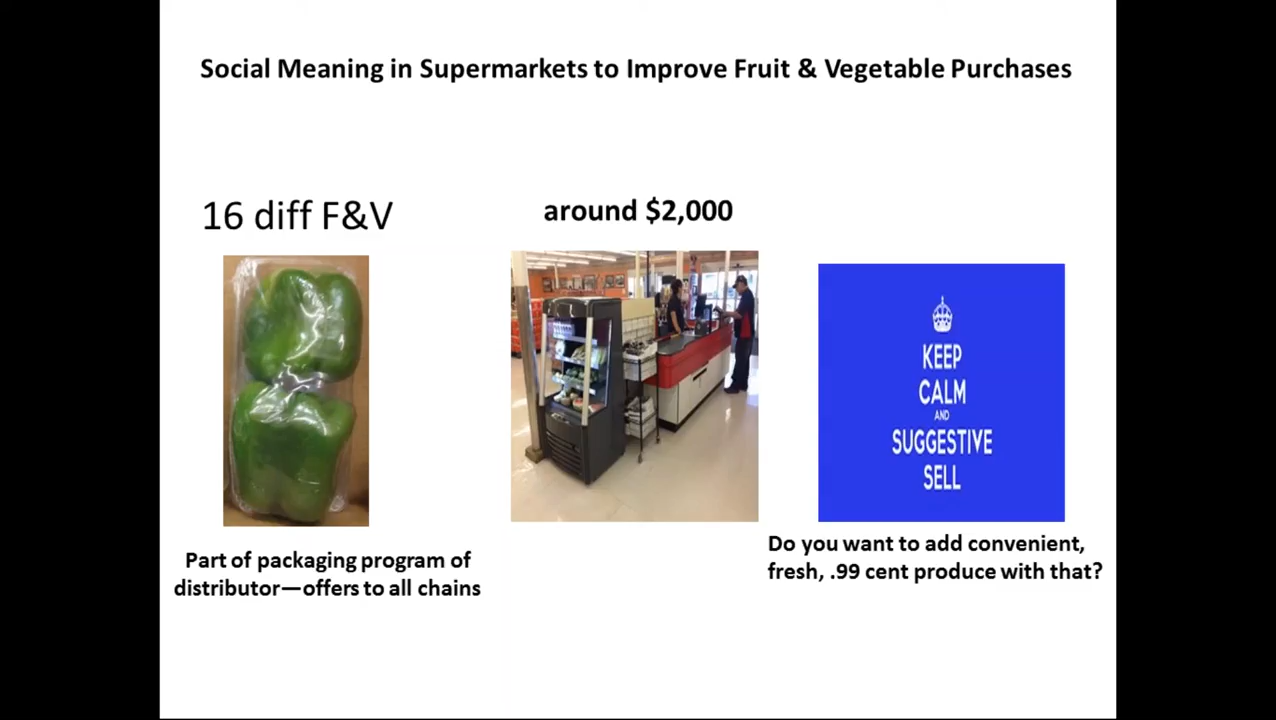 Social Meaning in Supermarkets to Improve Fruit & Vegetable Purchases
16 diff F&V
around $2,000
KEEP
CALM
AND
SUGGESTIVE
SELL
Part of packaging program of
distributor—offers to all chains
Do you want to add convenient,
fresh, .99 cent produce with that?